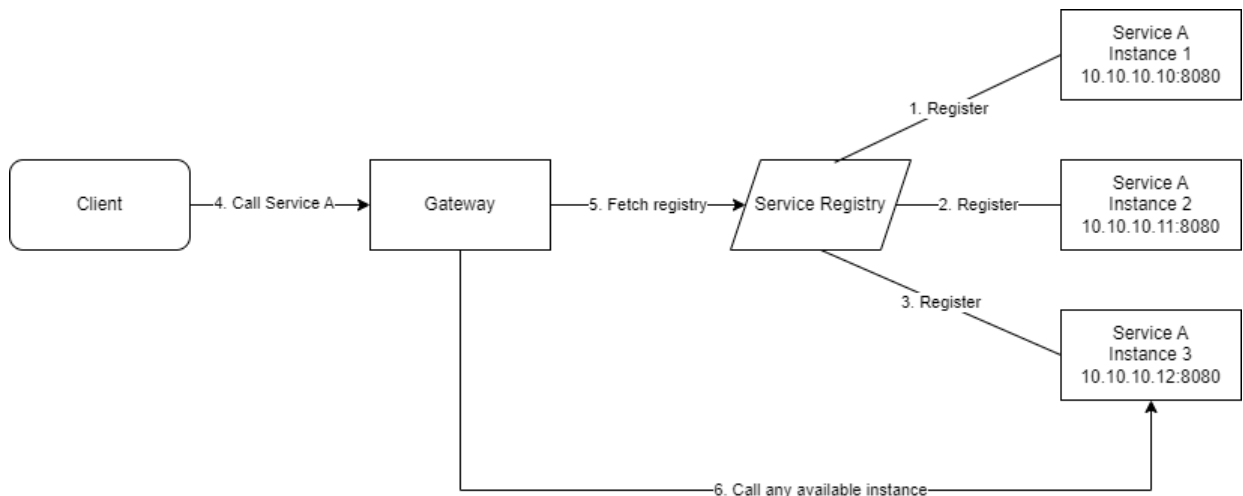 Service A
Instance 1
10.10.10.10:8080
1. Register
Client
4. Call Service A
Gateway
5. Fetch registry
Service Registry
2. Register
Service A
Instance 2
10.10.10.11:8080
3. Register
Service A
Instance 3
10.10.10.12:8080
6. Call any available instance